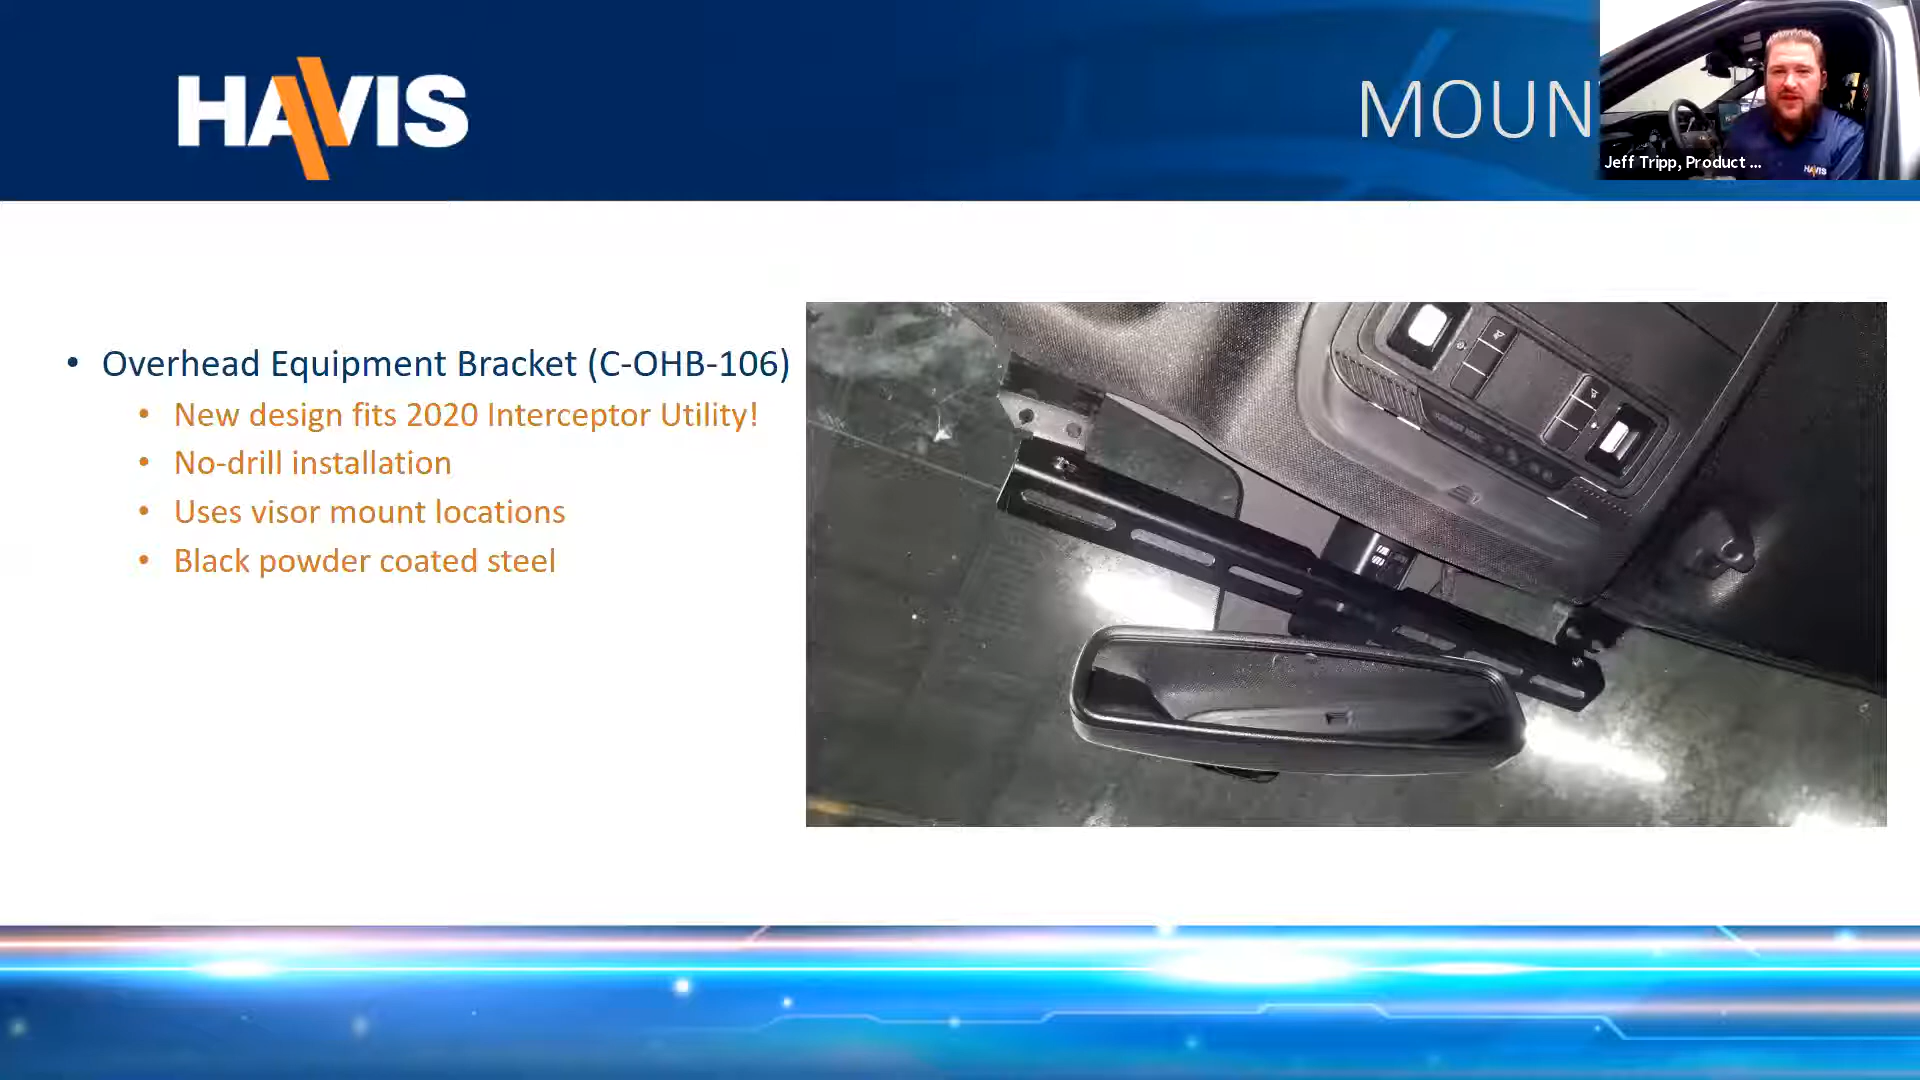 HAVIS
MOUN
Jeff Tripp, Product ...
HAVIS
• Overhead Equipment Bracket (C-OHB-106)
• New design fits 2020 Interceptor Utility!
• No-drill installation
• Uses visor mount locations
• Black powder coated steel